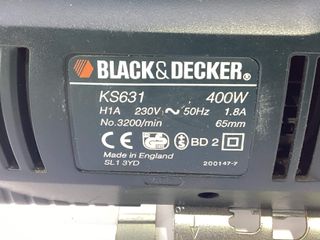 BLACK&DECKER®
KS631 400W
H1A 230V ~ 50Hz 1.8A
No.3200/min 65mm
CE BD 2
Made in England
SL1 3YD 200147-7